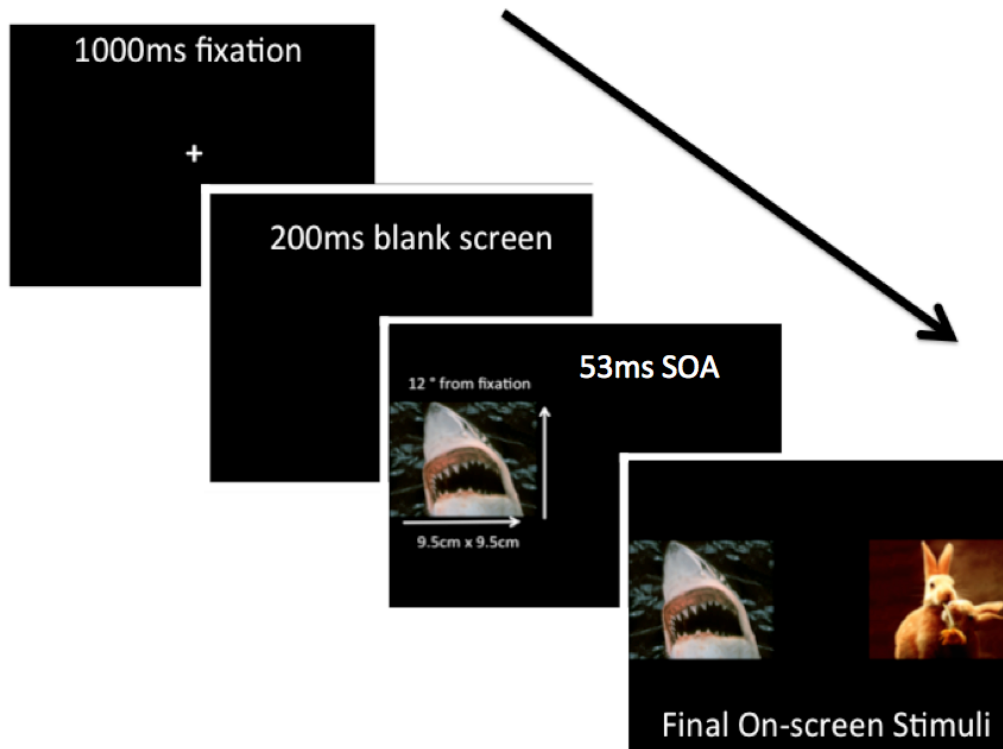 1000ms fixation
+
200ms blank screen
53ms SOA
12 ° from fixation
9.5cm x 9.5cm
Final On-screen Stimuli